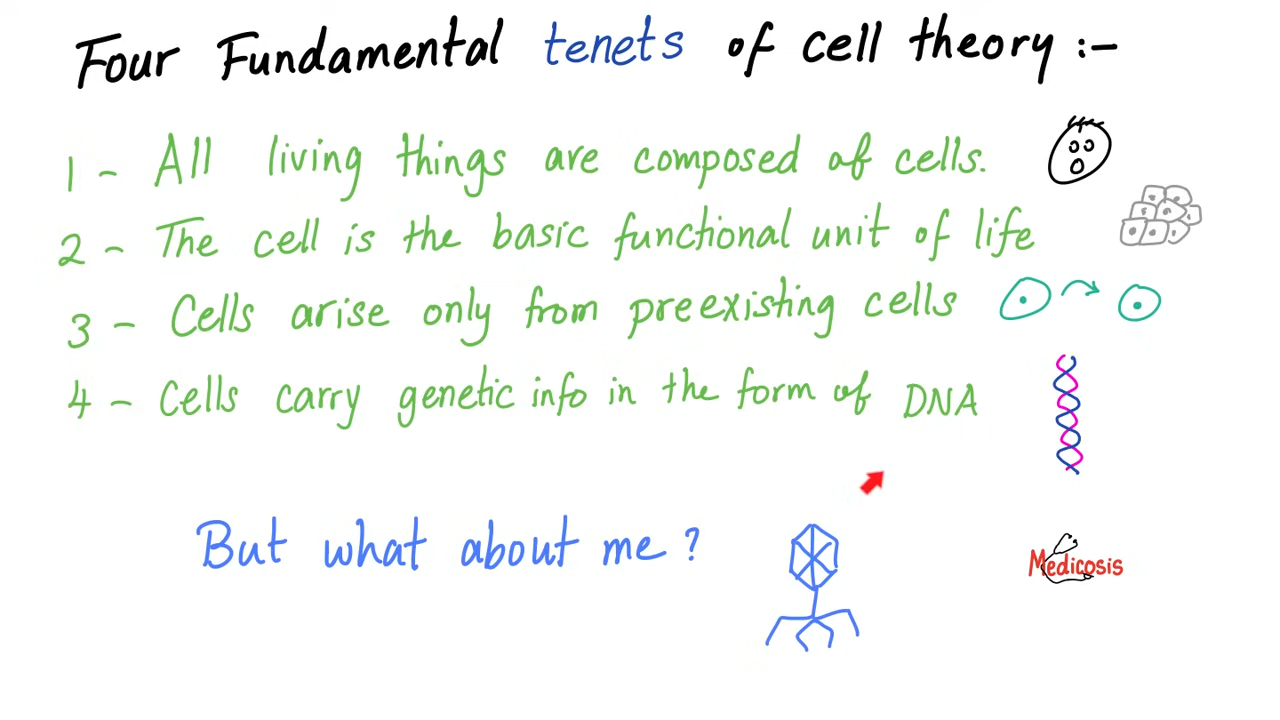 Four Fundamental tenets of cell theory :-
1 - All living things are composed of cells.
2 - The cell is the basic functional unit of life
3 - Cells arise only from preexisting cells
4 - Cells carry genetic info in the form of DNA
But what about me ?
Medicosis